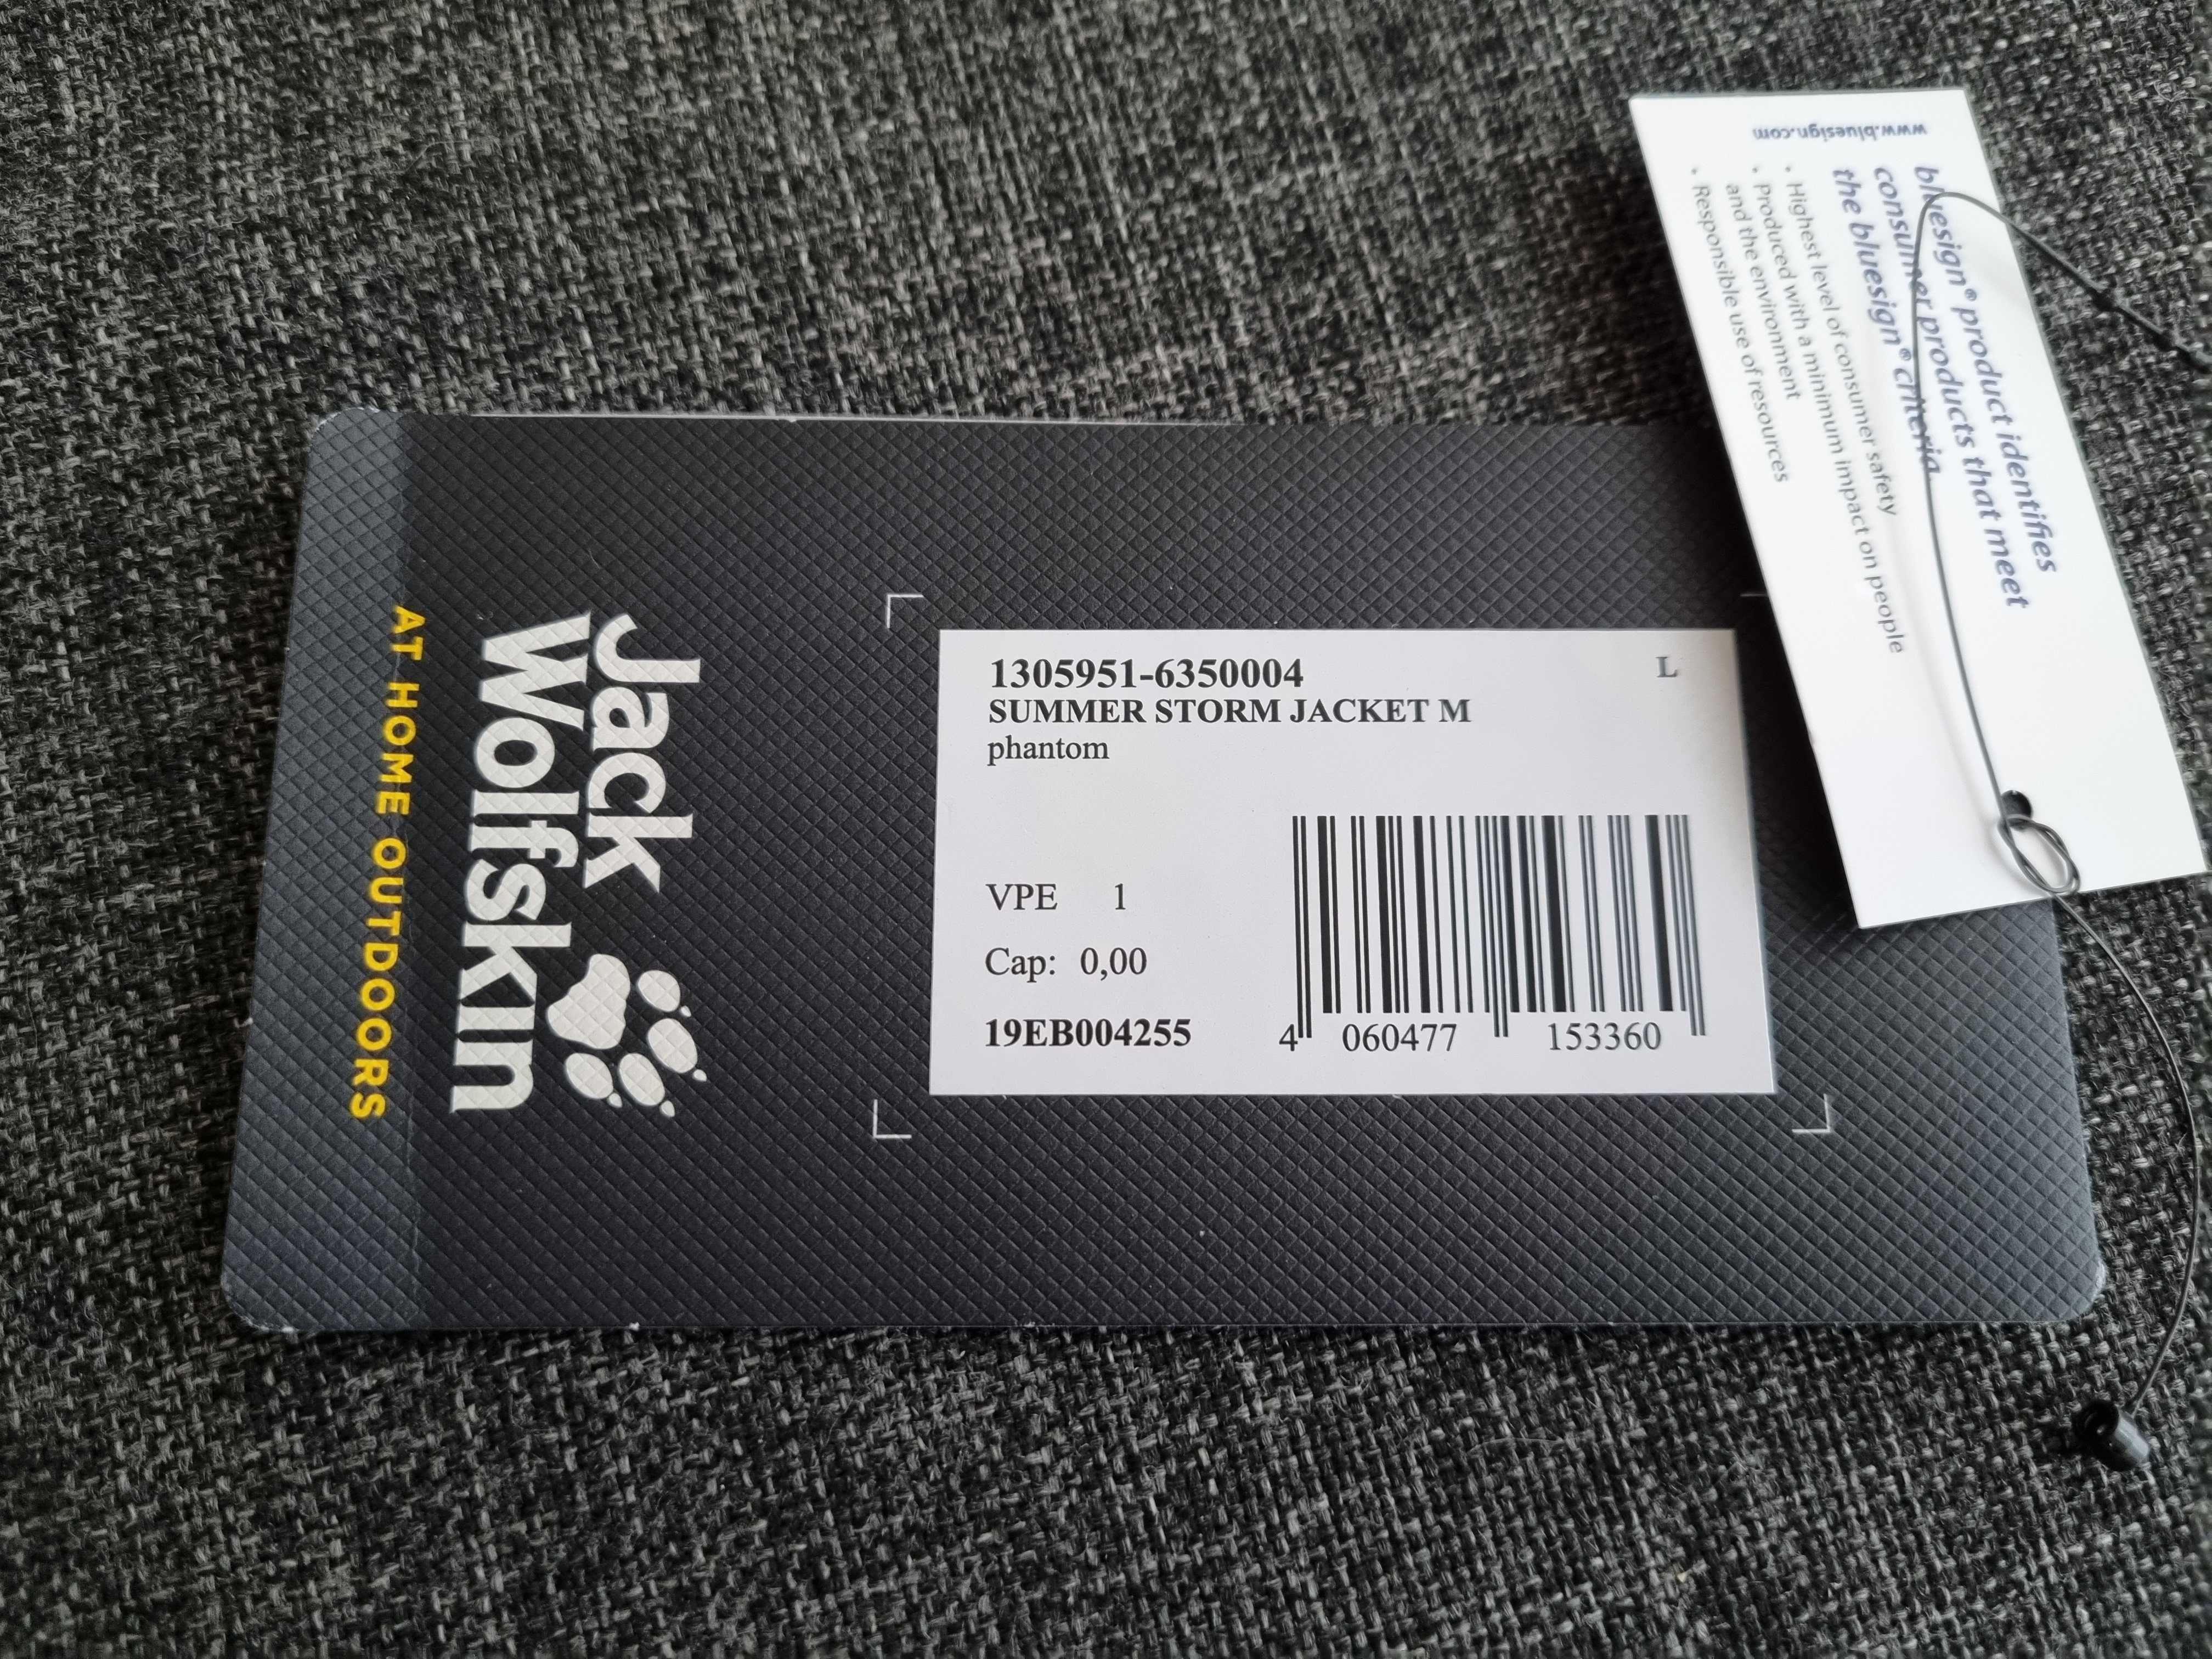 Jack
Wolfskin
AT HOME OUTDOORS
1305951-6350004 L
SUMMER STORM JACKET M
phantom
VPE 1
Cap: 0,00
19EB004255
4 060477 153360
bluesign® product identifies
consumer products that meet
the bluesign® criteria.
• Highest level of consumer safety
• Produced with a minimum impact on people
and the environment
• Responsible use of resources
www.bluesign.com